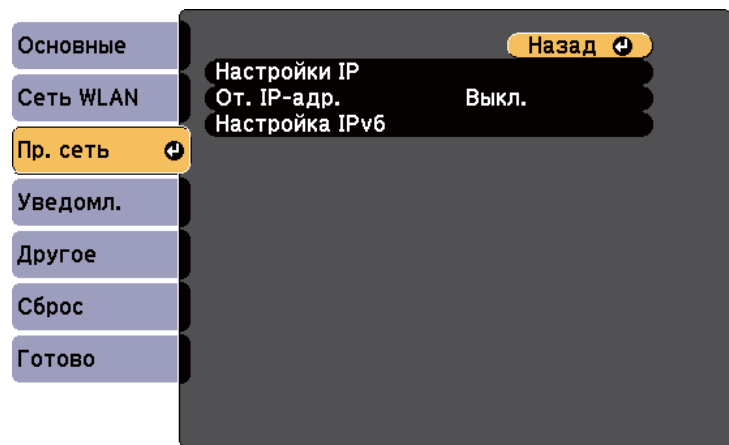 Основные
Сеть WLAN
Пр. сеть
Уведомл.
Другое
Сброс
Готово
Назад
Настройки IP
От. IP-адр. Выкл.
Настройка IPv6